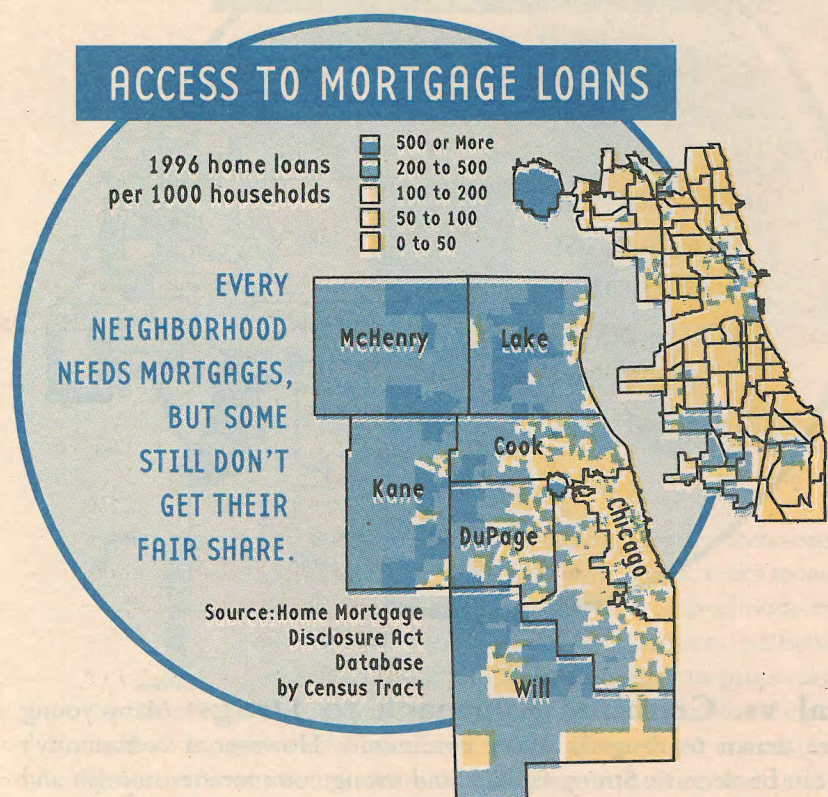 ACCESS TO MORTGAGE LOANS
1996 home loans
per 1000 households
500 or More
200 to 500
100 to 200
50 to 100
0 to 50
EVERY
NEIGHBORHOOD
NEEDS MORTGAGES,
BUT SOME
STILL DON'T
GET THEIR
FAIR SHARE.
McHenry
Lake
Cook
Kane
DuPage
Chicago
Will
Source:Home Mortgage
Disclosure Act
Database
by Census Tract